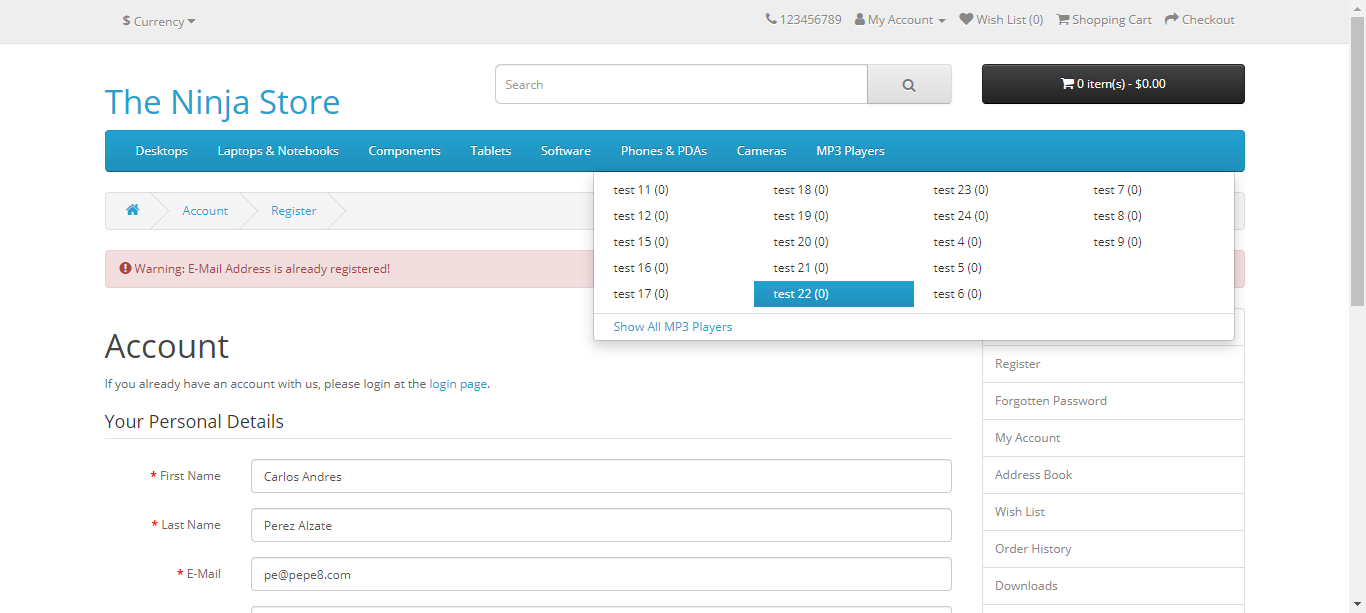 $ Currency
123456789 My Account Wish List (0) Shopping Cart Checkout
The Ninja Store
Search
0 item(s) - $0.00
Desktops Laptops & Notebooks Components Tablets Software Phones & PDAs Cameras MP3 Players
test 11 (0) test 18 (0) test 23 (0) test 7 (0)
Account Register
test 12 (0) test 19 (0) test 24 (0) test 8 (0)
test 15 (0) test 20 (0) test 4 (0) test 9 (0)
Warning: E-Mail Address is already registered!
test 16 (0) test 21 (0) test 5 (0)
test 17 (0) test 22 (0) test 6 (0)
Show All MP3 Players
Account
If you already have an account with us, please login at the login page.
Your Personal Details
* First Name Carlos Andres
* Last Name Perez Alzate
* E-Mail pe@pepe8.com
Register
Forgotten Password
My Account
Address Book
Wish List
Order History
Downloads